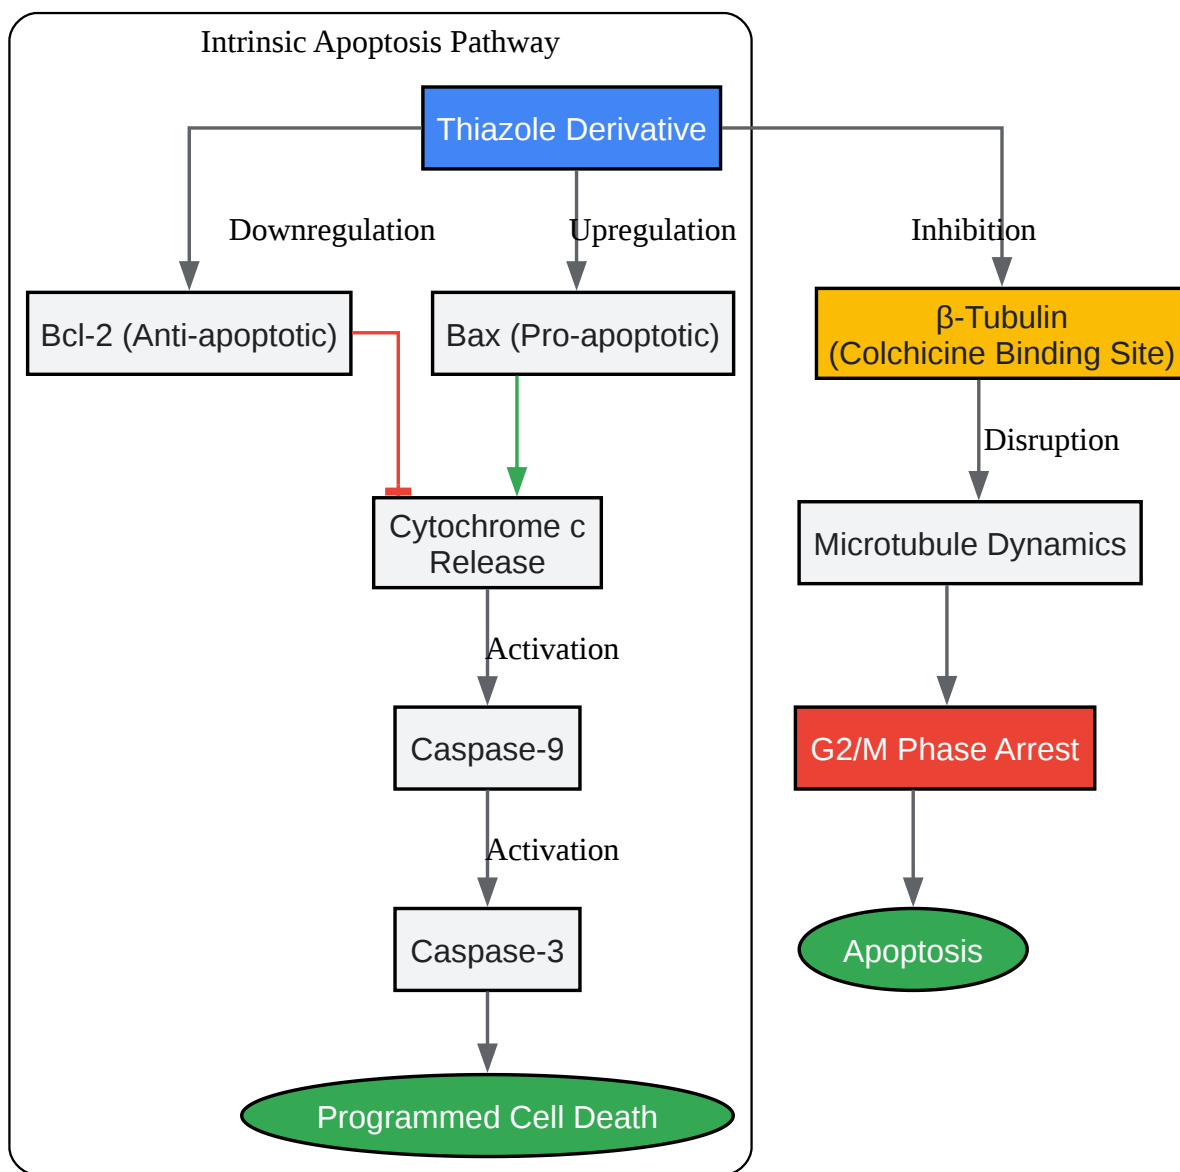 Intrinsic Apoptosis Pathway
Thiazole Derivative
Downregulation
Upregulation
Inhibition
Bcl-2 (Anti-apoptotic)
Bax (Pro-apoptotic)
β-Tubulin
(Colchicine Binding Site)
Disruption
Cytochrome c
Release
Microtubule Dynamics
Activation
Caspase-9
G2/M Phase Arrest
Activation
Caspase-3
Apoptosis
Programmed Cell Death